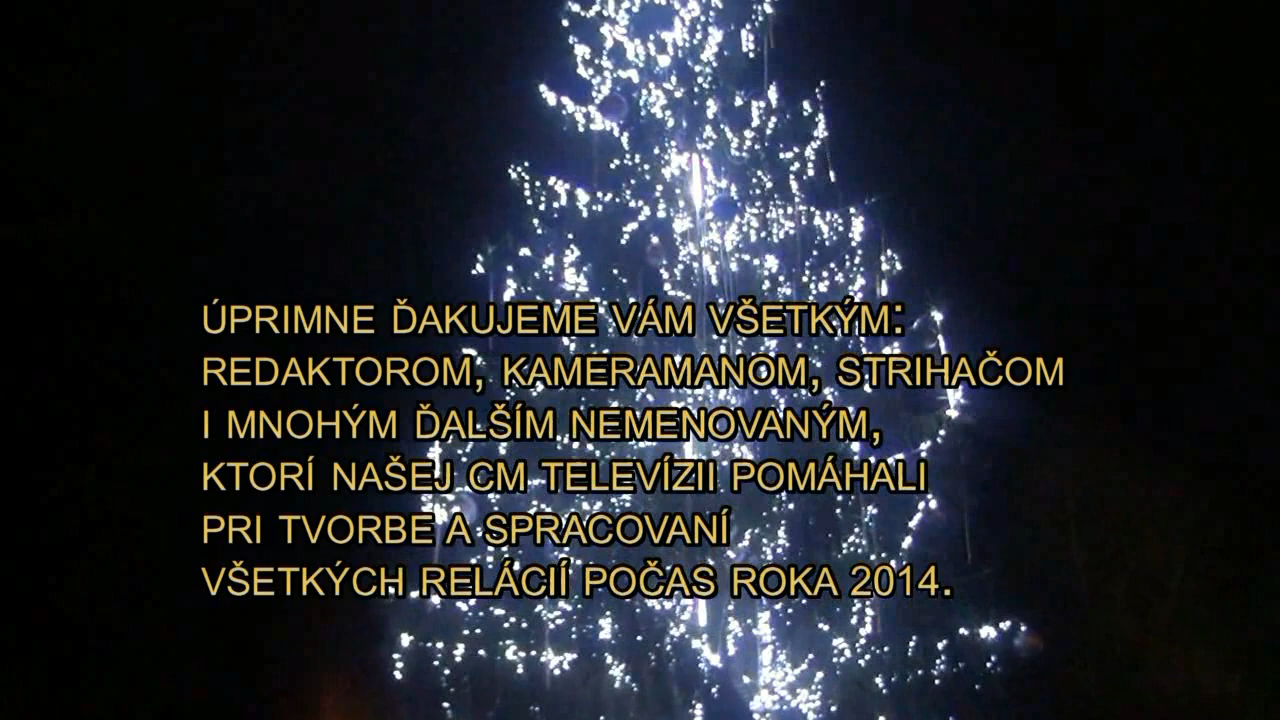 ÚPRIMNE ĎAKUJEME VÁM VŠETKÝM:
REDAKTOROM, KAMERAMANOM, STRIHAČOM
I MNOHÝM ĎALŠÍM NEMENOVANÝM,
KTORÍ NAŠEJ CM TELEVÍZII POMÁHALI
PRI TVORBE A SPRACOVANÍ
VŠETKÝCH RELÁCIÍ POČAS ROKA 2014.